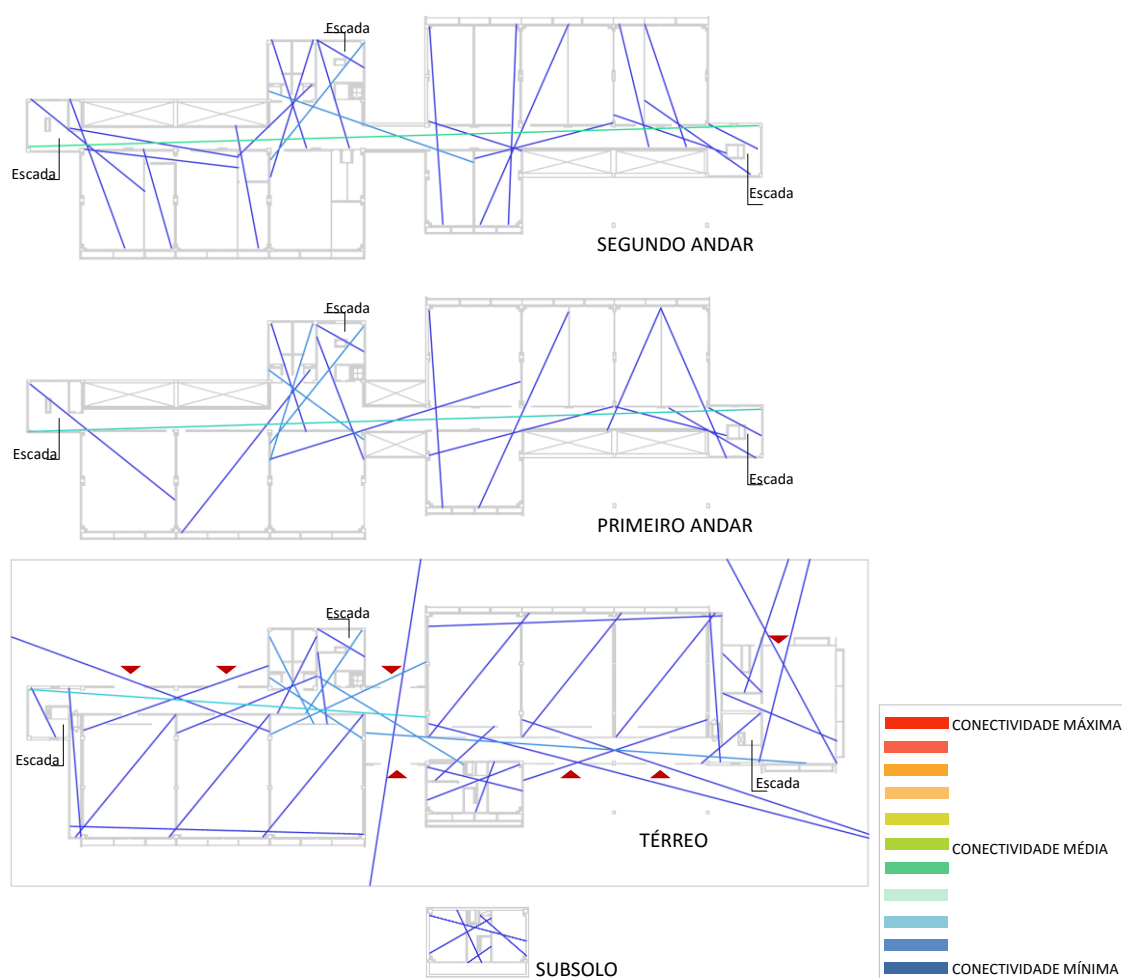 Escada
Escada
Escada
SEGUNDO ANDAR
Escada
Escada
Escada
PRIMEIRO ANDAR
Escada
Escada
Escada
TÉRREO
CONECTIVIDADE MÁXIMA
CONECTIVIDADE MÉDIA
CONECTIVIDADE MÍNIMA
SUBSOLO